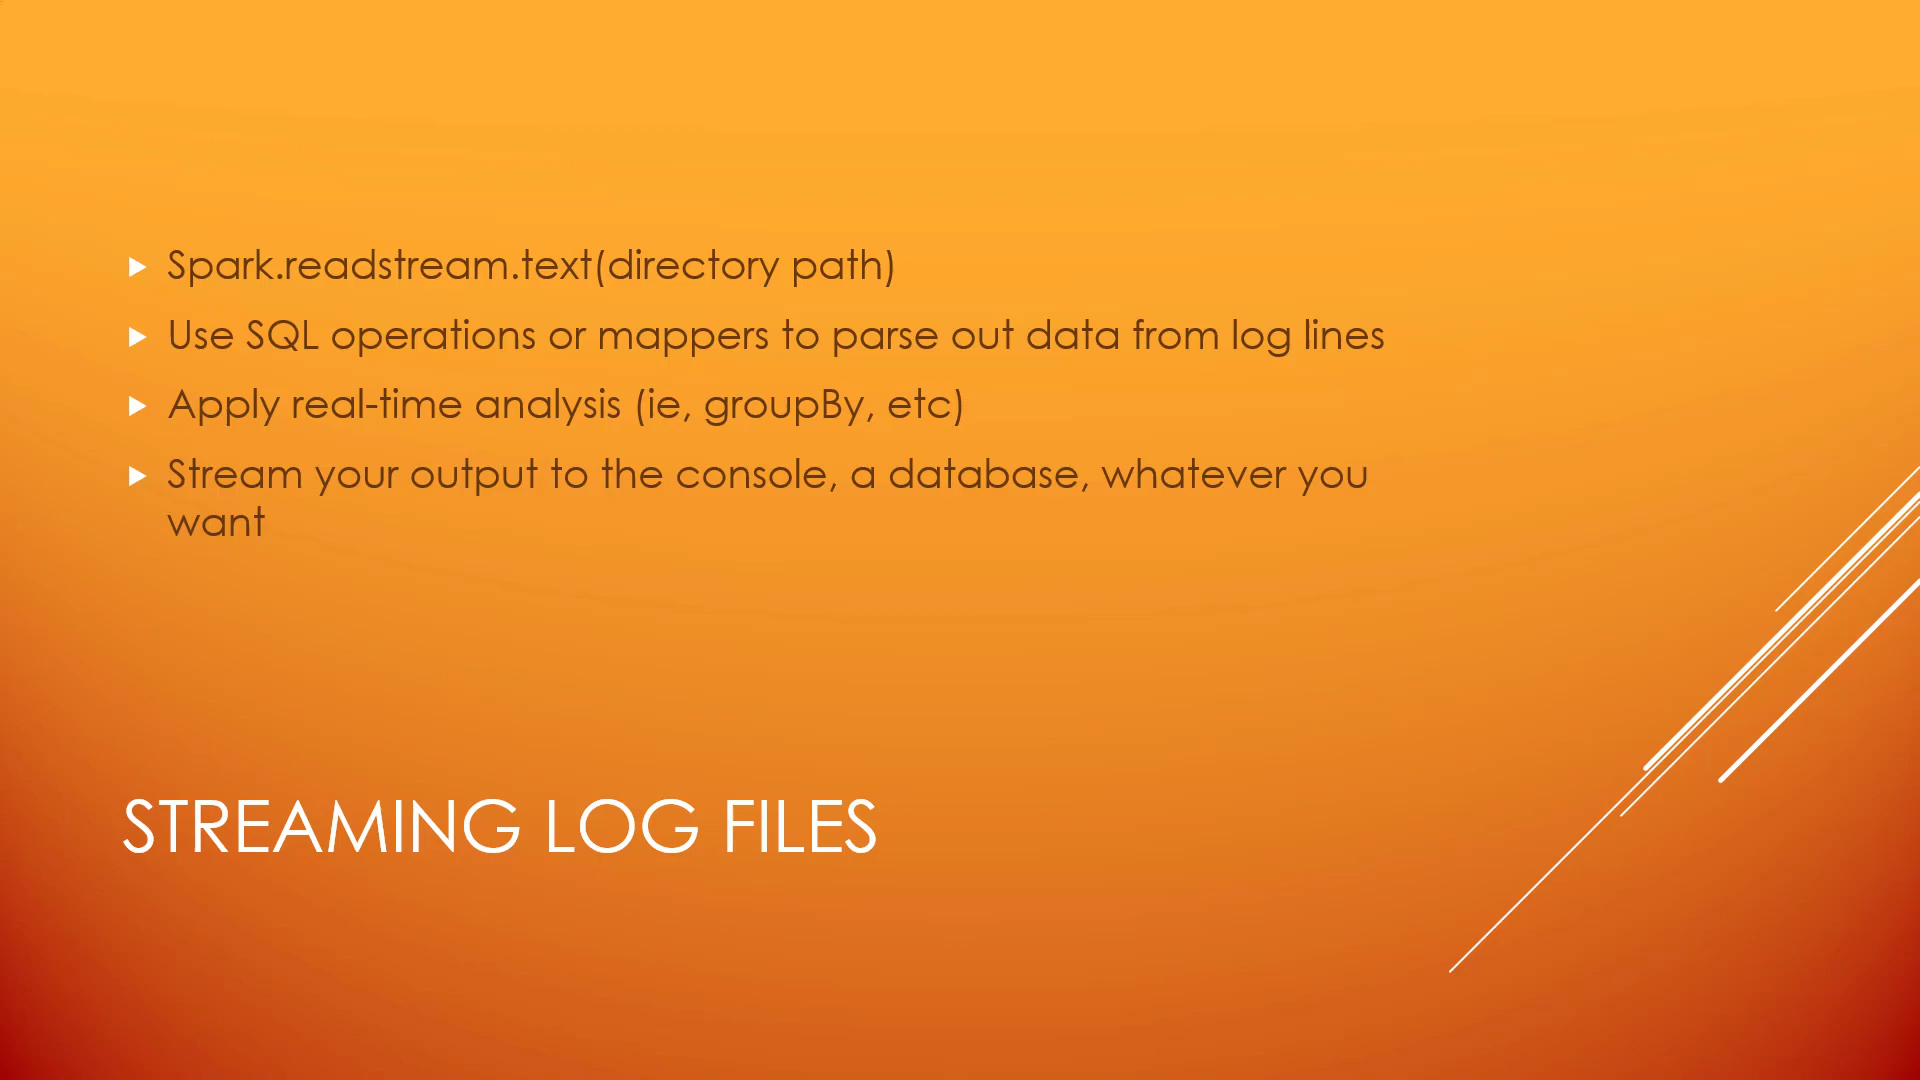 Spark.readstream.text(directory path)
Use SQL operations or mappers to parse out data from log lines
Apply real-time analysis (ie, groupBy, etc)
Stream your output to the console, a database, whatever you
want
STREAMING LOG FILES